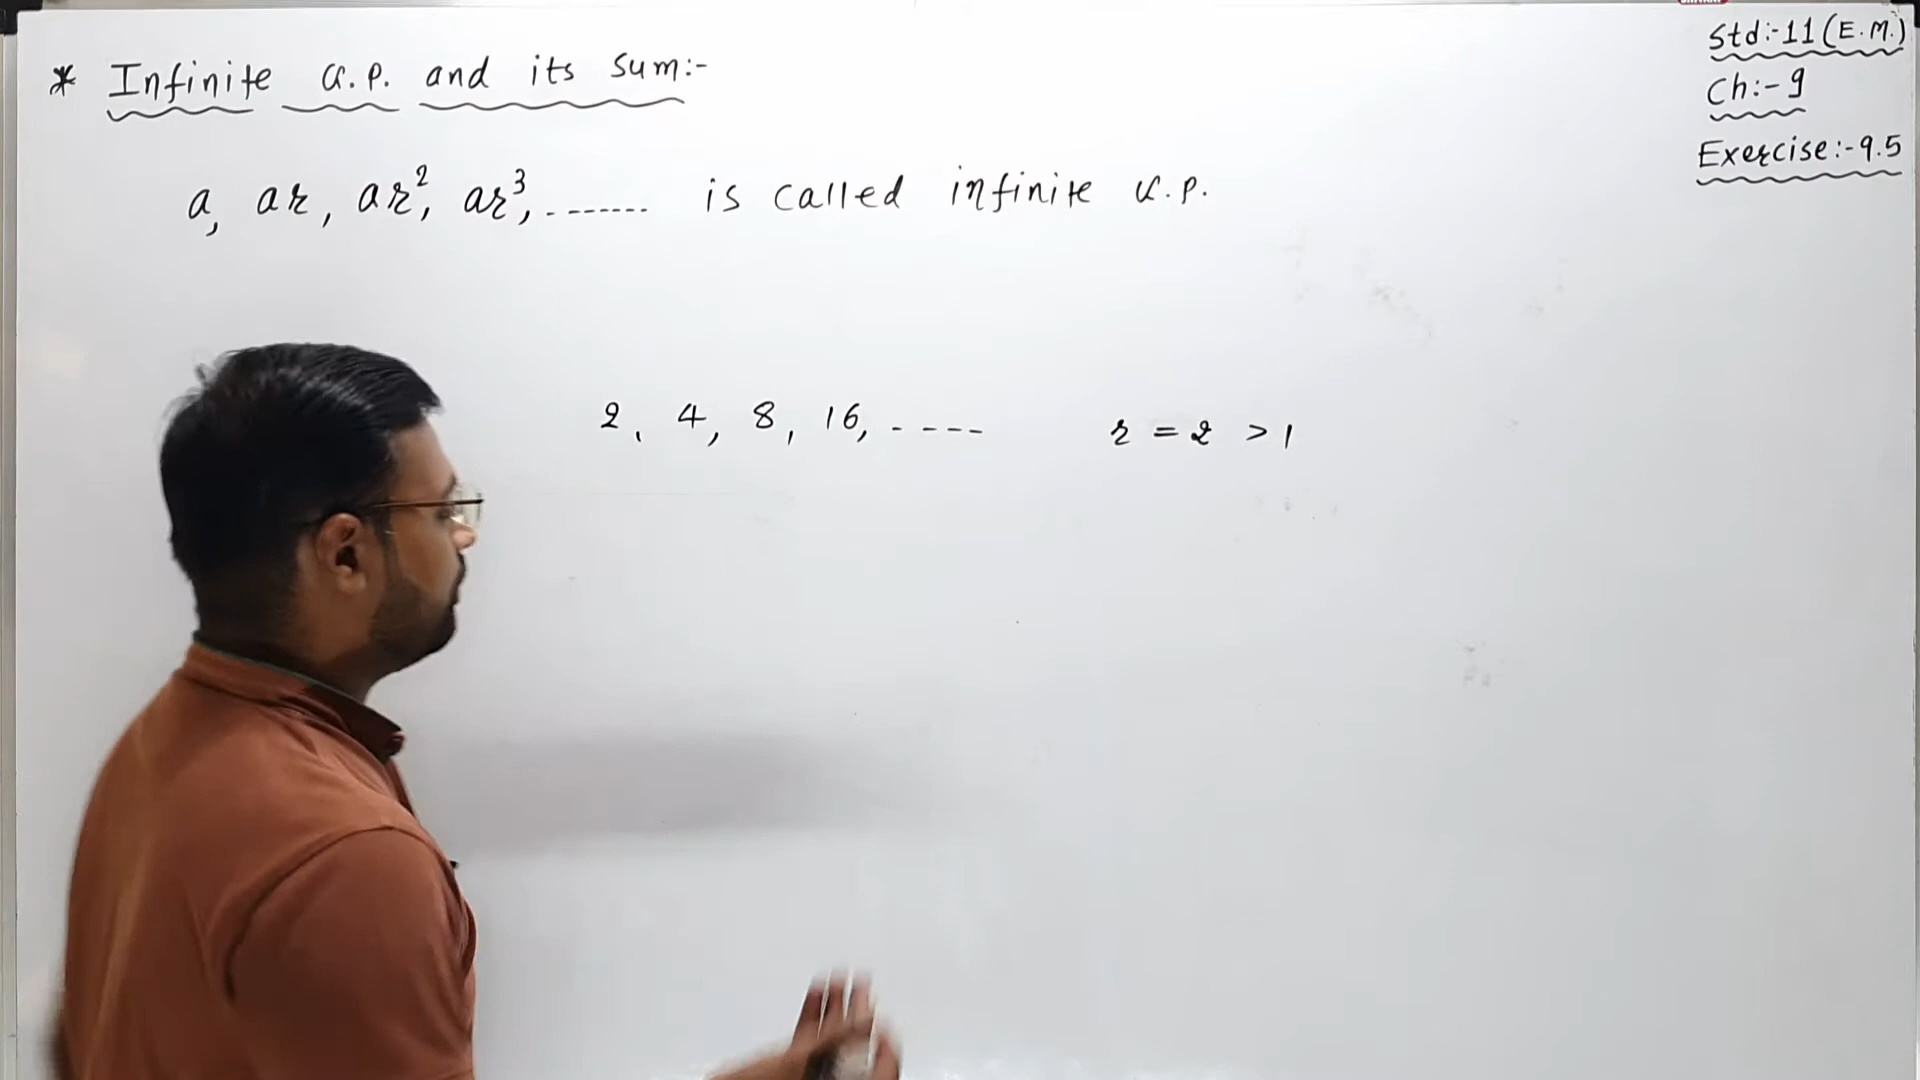 * Infinite G.P. and its sum:-
Std:-11 (E.M.)
Ch:-9
Exercise:-9.5
a, ar, ar², ar³, ....... is called infinite G.P.
2, 4, 8, 16, ---- r = 2 > 1